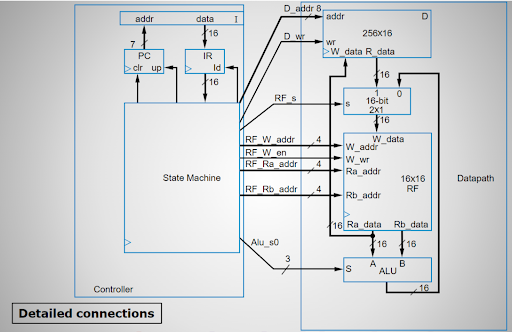 addr data I
D_addr 8
addr D
16
D_wr
256x16
7
wr
PC IR
W_data R_data
clr up ld
16
16
1 0
RF_s
s 16-bit
2x1
16
W_data
RF_W_addr 4
W_addr
RF_W_en
W_wr
State Machine
RF_Ra_addr 4
Ra_addr
16x16
RF
Datapath
RF_Rb_addr 4
Rb_addr
16
Ra_data Rb_data
Alu_s0
16 16
3
A B
S ALU
16
Controller
Detailed connections